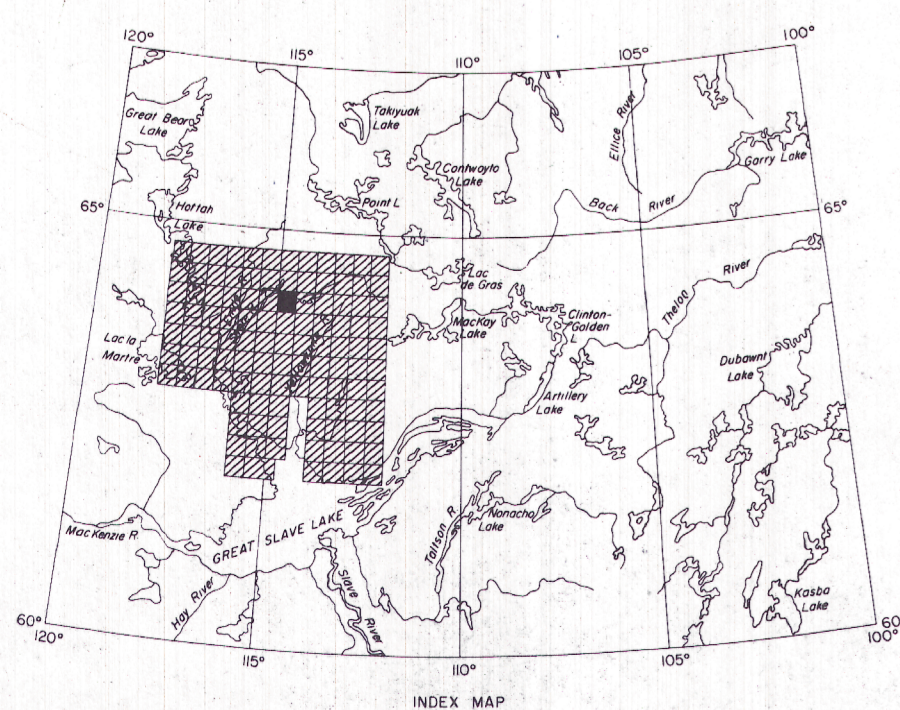 120°
115°
110°
105°
100°
Great Bear
Lake
Takiyuak
Lake
Ellice River
Contwoyto
Lake
Garry Lake
Hottah
Lake
Point L
Back River
65°
65°
Lac
de Gras
Thelon River
MacKay
Lake
Clinton-
Golden
L
Lac la
Martre
Dubawnt
Lake
Artillery
Lake
MacKenzie R.
GREAT SLAVE LAKE
Taltson R.
Nonacho
Lake
Hay River
Slave River
Kasba
Lake
60°
120°
115°
110°
105°
60
100°
INDEX MAP